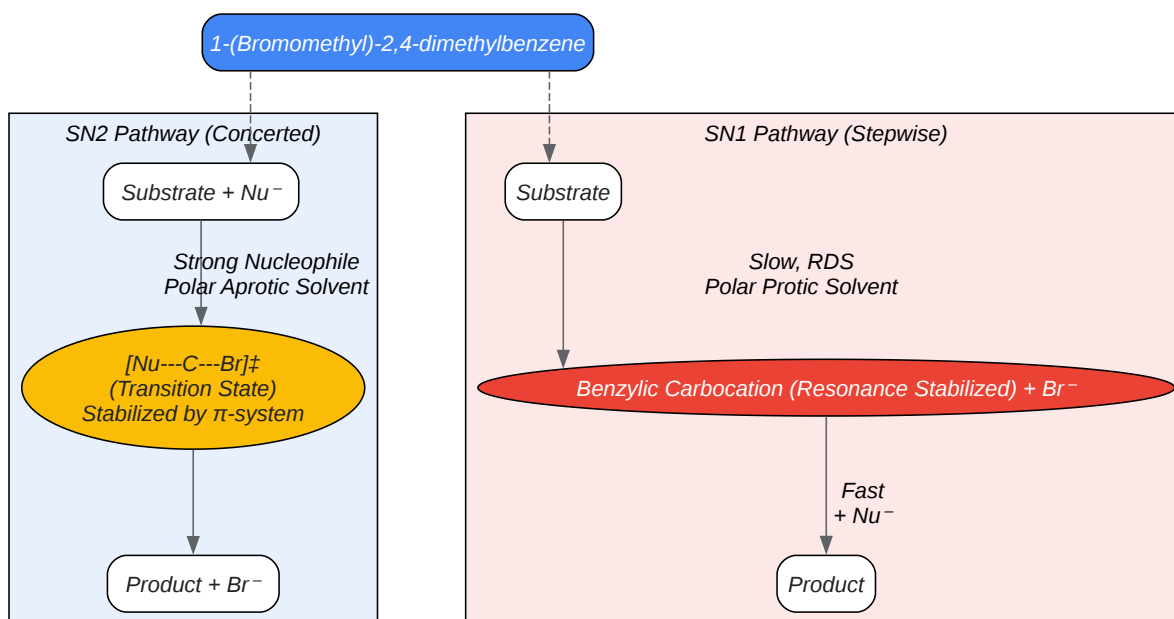 1-(Bromomethyl)-2,4-dimethylbenzene
SN2 Pathway (Concerted)
Substrate + Nu⁻
Strong Nucleophile
Polar Aprotic Solvent
[Nu---C---Br]‡
(Transition State)
Stabilized by π-system
Product + Br⁻
SN1 Pathway (Stepwise)
Substrate
Slow, RDS
Polar Protic Solvent
Benzylic Carbocation (Resonance Stabilized) + Br⁻
Fast
+ Nu⁻
Product